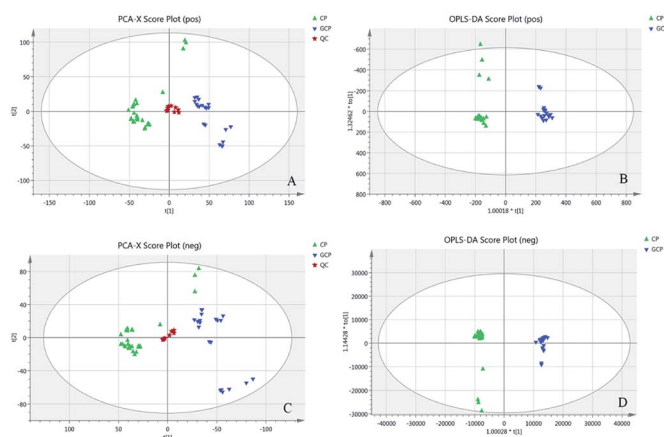 PCA-X Score Plot (pos)
CP
GCP
QC
100
50
0
-50
-100
t[2]
A
-150 -100 -50 0 50 100 150
t[1]
OPLS-DA Score Plot (pos)
CP
GCP
-600
-400
-200
0
200
400
600
800
1.32462 * to[1]
B
-800 -600 -400 -200 0 200 400 600 800
1.00018 * t[1]
PCA-X Score Plot (neg)
CP
GCP
QC
80
40
0
-40
-80
t[2]
C
100 50 0 -50 -100
t[1]
OPLS-DA Score Plot (neg)
CP
GCP
30000
20000
10000
0
-10000
-20000
-30000
1.14428 * to[1]
D
-40000 -30000 -20000 -10000 0 10000 20000 30000 40000
1.00028 * t[1]